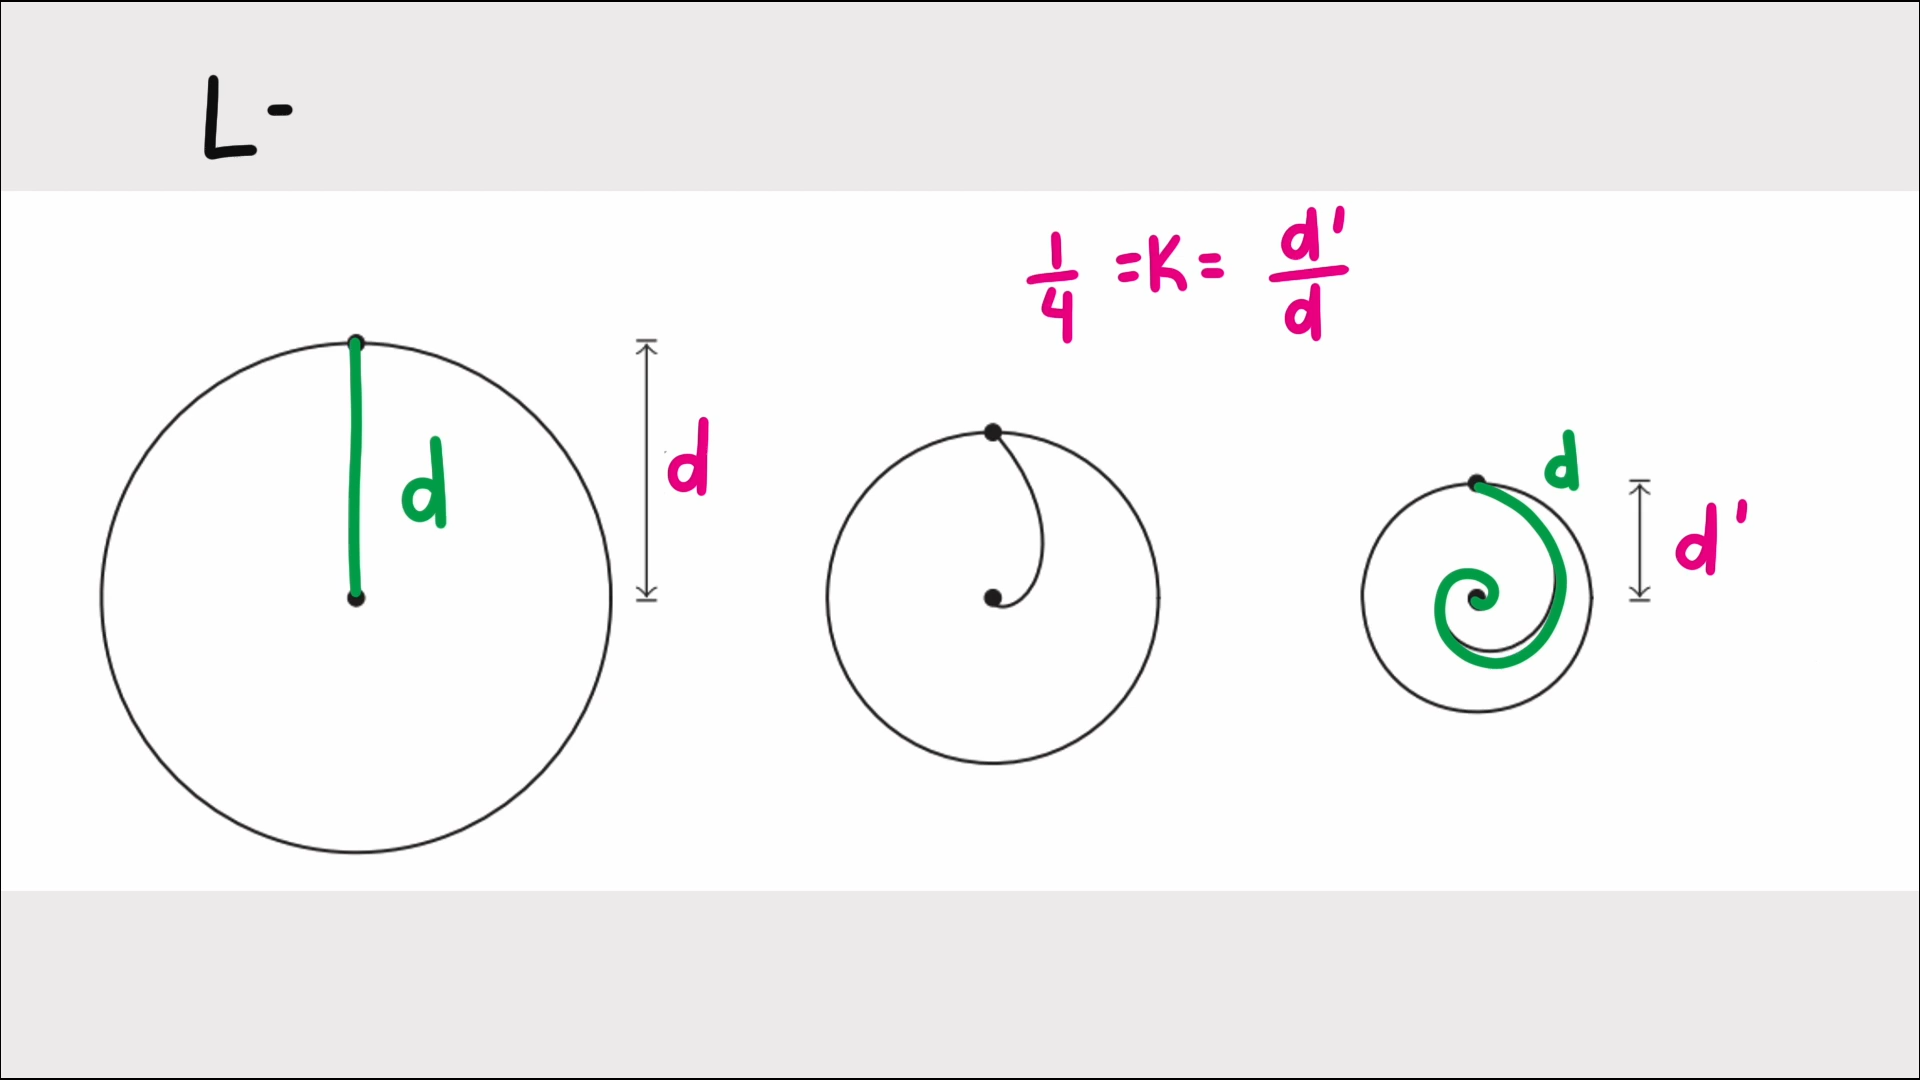 L-
1/4 = K = d'/d
d
d
d
d'